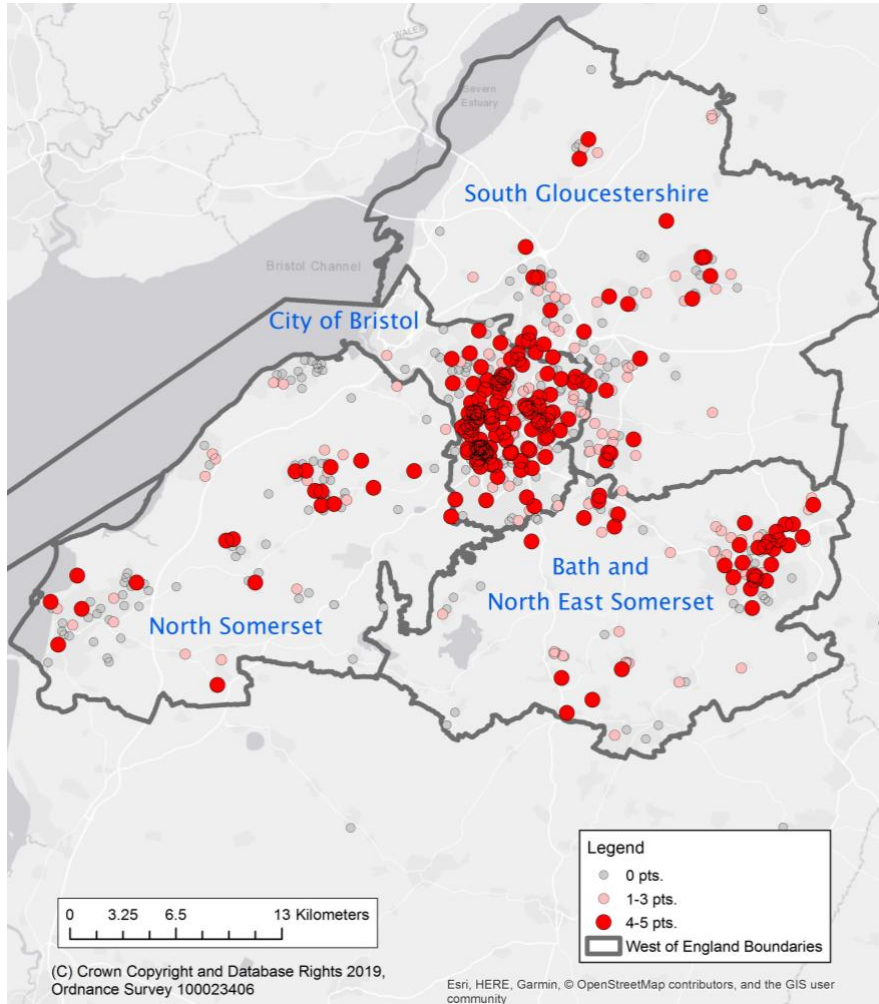 WALES
Severn
Estuary
South Gloucestershire
Bristol Channel
City of Bristol
Bath and
North East Somerset
North Somerset
Legend
0 pts.
1-3 pts.
4-5 pts.
West of England Boundaries
0 3.25 6.5 13 Kilometers
(C) Crown Copyright and Database Rights 2019,
Ordnance Survey 100023406
Esri, HERE, Garmin, © OpenStreetMap contributors, and the GIS user
community